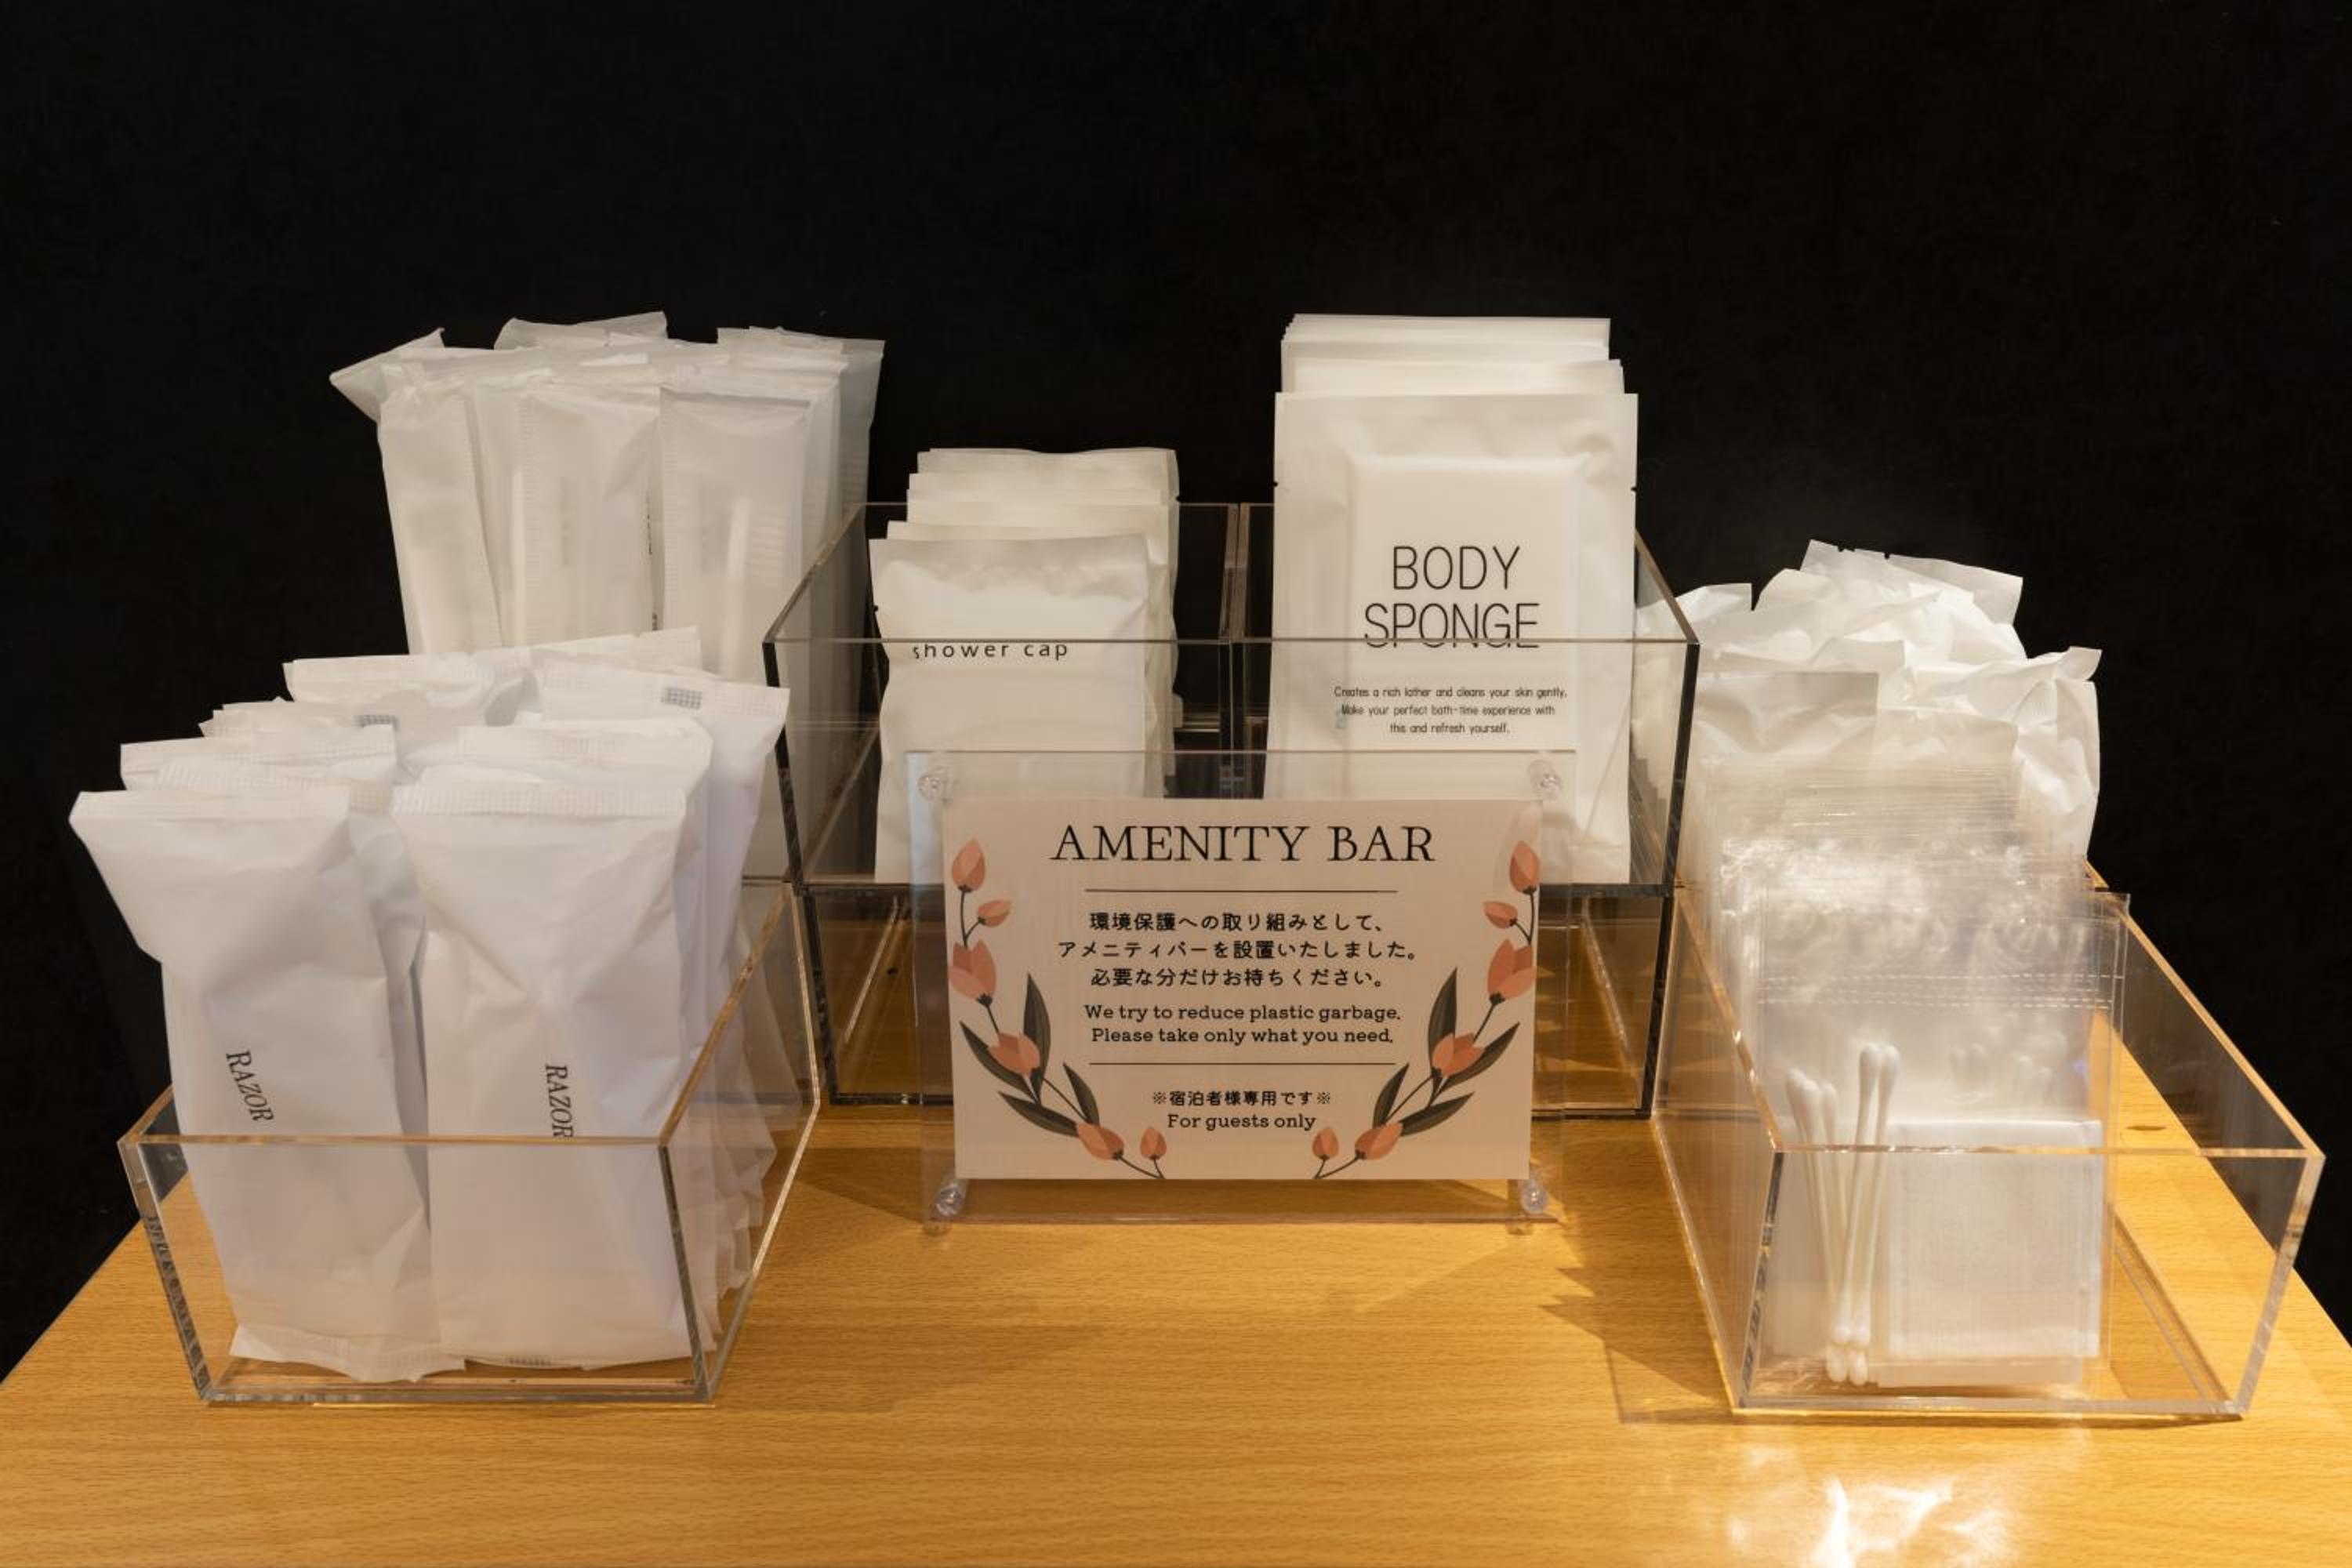 shower cap
BODY
SPONGE
Creates a rich lather and cleans your skin gently.
Make your perfect bath-time experience with
this and refresh yourself.
AMENITY BAR
環境保護への取り組みとして、
アメニティバーを設置いたしました。
必要な分だけお持ちください。
We try to reduce plastic garbage.
Please take only what you need.
※宿泊者様専用です※
For guests only
RAZOR
RAZOR